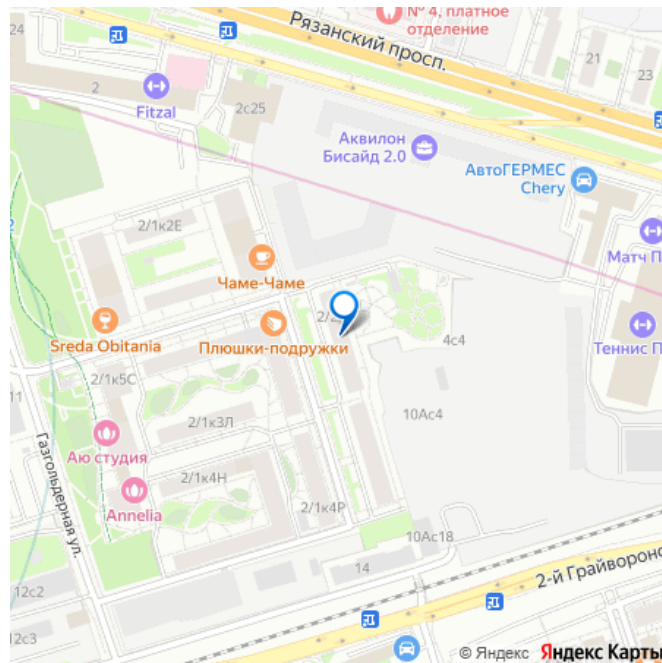 24
№ 4, платное
отделение
Рязанский просп.
21
23
2
Fitzal
2с25
Аквилон
Бисайд 2.0
АвтоГЕРМЕС
Chery
2/1к2Е
Чаме-Чаме
Матч П
Sreda Obitania
Плюшки-подружки
4с4
Теннис П
2/1к5С
11
10Ас4
2/1к3Л
Аю студия
Газгольдерная ул.
2/1к4Н
Annelia
2/1к4Р
10Ас18
14
2-й Грайворонс
12с2
12с3
© Яндекс Яндекс Карты